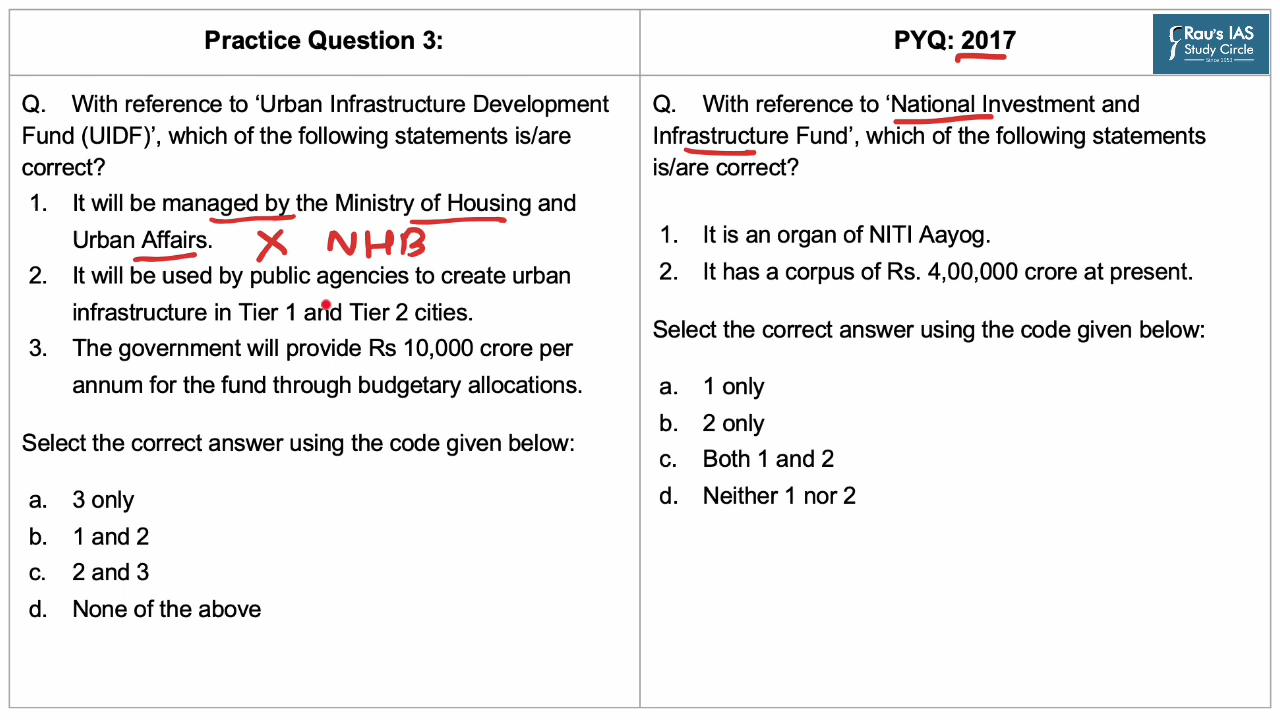 Practice Question 3:
PYQ: 2017
Rau's IAS
Study Circle
Since 1953
Q. With reference to ‘Urban Infrastructure Development
Fund (UIDF)’, which of the following statements is/are
correct?
1. It will be managed by the Ministry of Housing and
Urban Affairs. X NHB
2. It will be used by public agencies to create urban
infrastructure in Tier 1 and Tier 2 cities.
3. The government will provide Rs 10,000 crore per
annum for the fund through budgetary allocations.
Select the correct answer using the code given below:
a. 3 only
b. 1 and 2
c. 2 and 3
d. None of the above
Q. With reference to ‘National Investment and
Infrastructure Fund’, which of the following statements
is/are correct?
1. It is an organ of NITI Aayog.
2. It has a corpus of Rs. 4,00,000 crore at present.
Select the correct answer using the code given below:
a. 1 only
b. 2 only
c. Both 1 and 2
d. Neither 1 nor 2